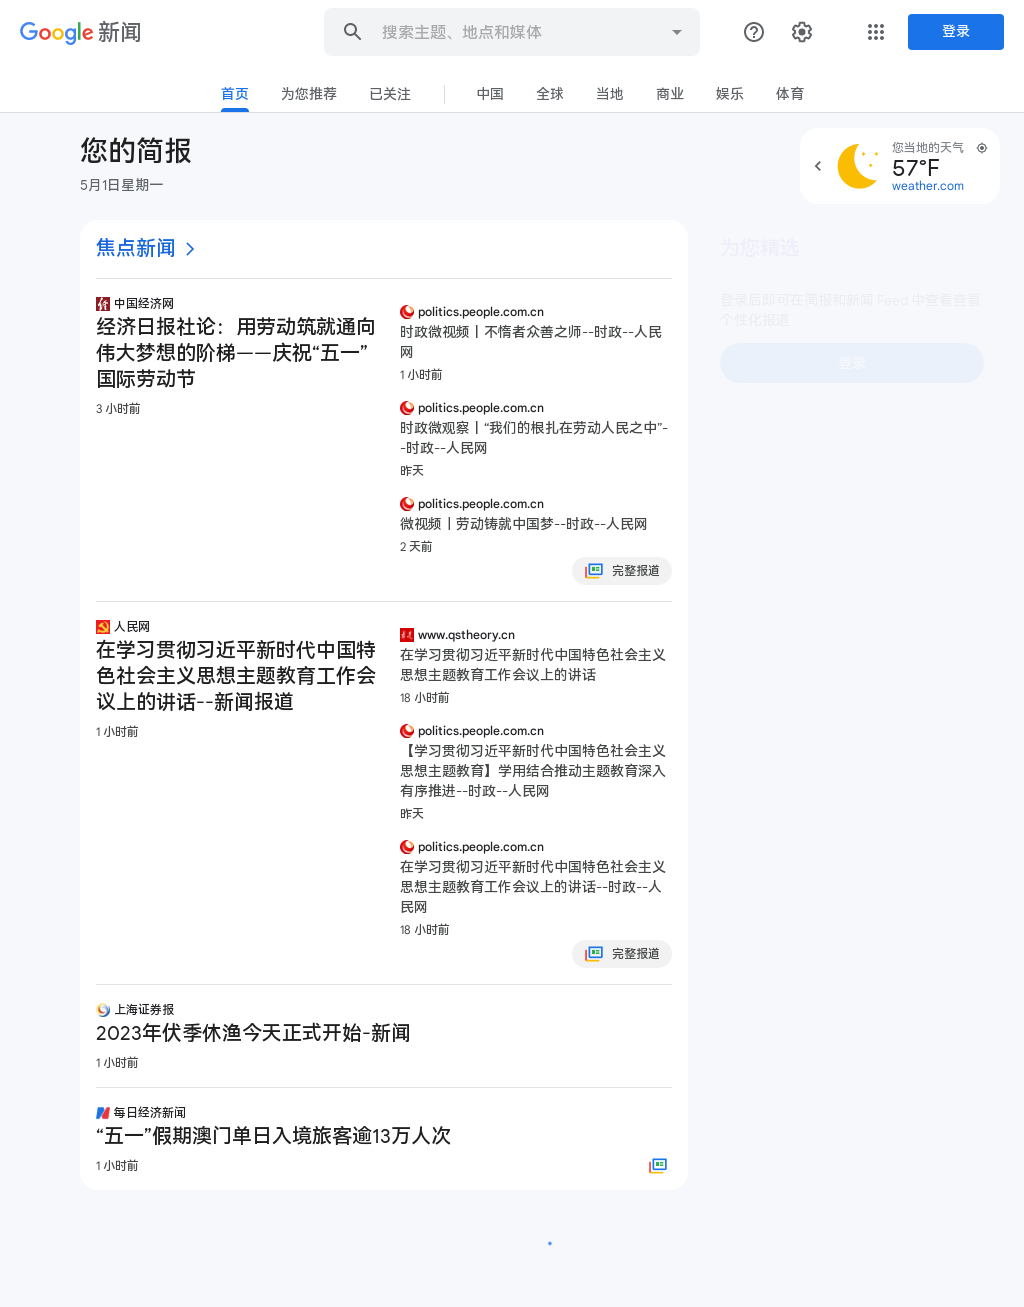 Google 新闻
搜索主题、地点和媒体
登录
首页
为您推荐
已关注
中国
全球
当地
商业
娱乐
体育
您的简报
5月1日星期一
您当地的天气
57°F
weather.com
焦点新闻
中国经济网
经济日报社论：用劳动筑就通向
伟大梦想的阶梯——庆祝“五一”
国际劳动节
3 小时前
politics.people.com.cn
时政微视频丨不惰者众善之师--时政--人民
网
1 小时前
politics.people.com.cn
时政微观察丨“我们的根扎在劳动人民之中”-
-时政--人民网
昨天
politics.people.com.cn
微视频丨劳动铸就中国梦--时政--人民网
2 天前
完整报道
人民网
在学习贯彻习近平新时代中国特
色社会主义思想主题教育工作会
议上的讲话--新闻报道
1 小时前
www.qstheory.cn
在学习贯彻习近平新时代中国特色社会主义
思想主题教育工作会议上的讲话
18 小时前
politics.people.com.cn
【学习贯彻习近平新时代中国特色社会主义
思想主题教育】学用结合推动主题教育深入
有序推进--时政--人民网
昨天
politics.people.com.cn
在学习贯彻习近平新时代中国特色社会主义
思想主题教育工作会议上的讲话--时政--人
民网
18 小时前
完整报道
上海证券报
2023年伏季休渔今天正式开始-新闻
1 小时前
每日经济新闻
“五一”假期澳门单日入境旅客逾13万人次
1 小时前
为您精选
登录后即可在简报和新闻 Feed 中查看查看
个性化报道
登录